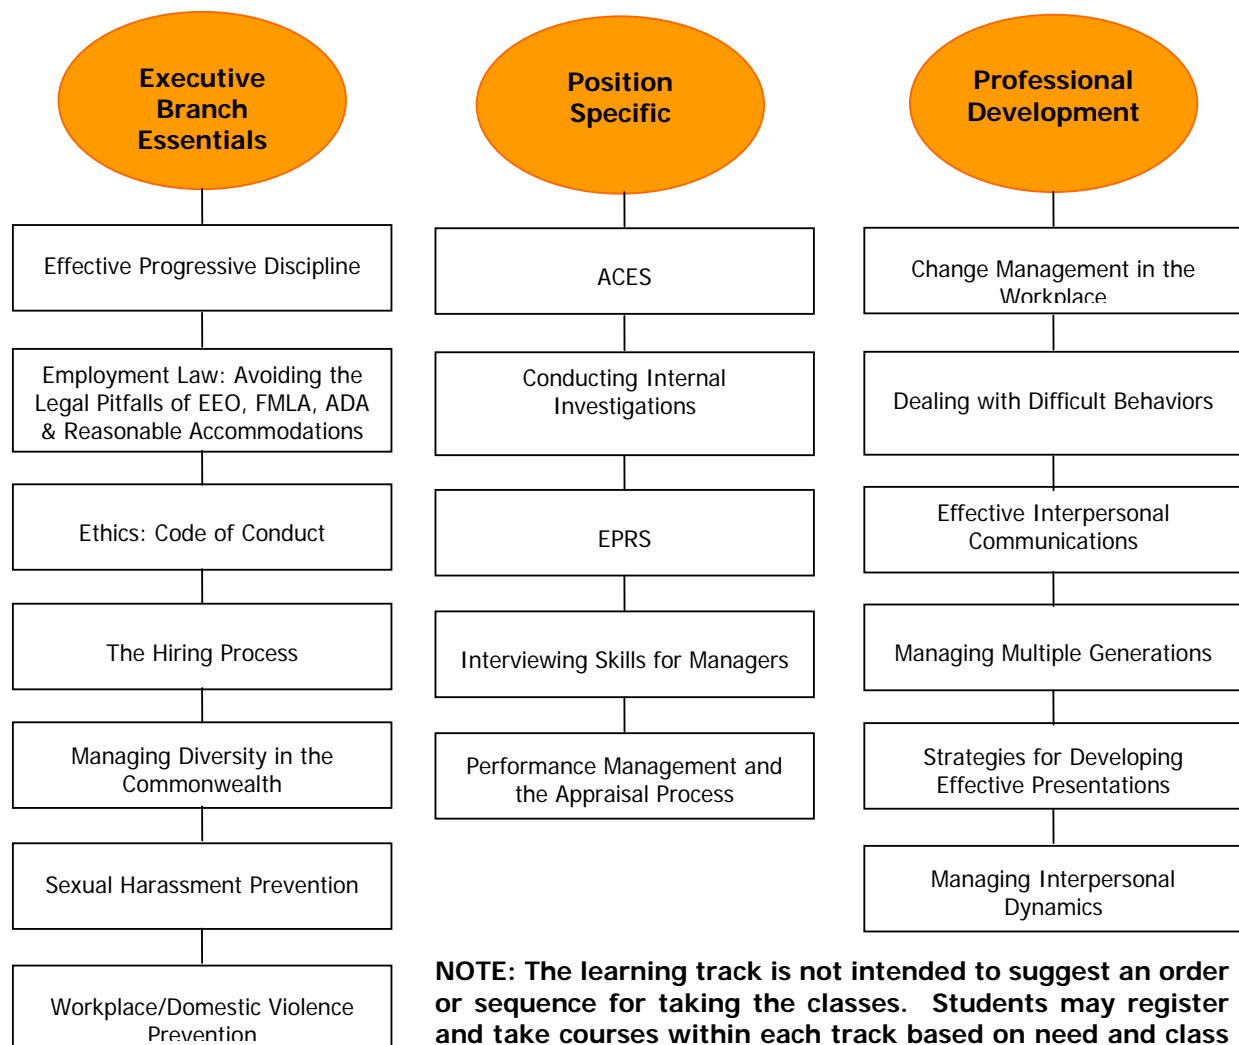 Executive
Branch
Essentials
Effective Progressive Discipline
Employment Law: Avoiding the
Legal Pitfalls of EEO, FMLA, ADA
& Reasonable Accommodations
Ethics: Code of Conduct
The Hiring Process
Managing Diversity in the
Commonwealth
Sexual Harassment Prevention
Workplace/Domestic Violence
Prevention
Position
Specific
ACES
Conducting Internal
Investigations
EPRS
Interviewing Skills for Managers
Performance Management and
the Appraisal Process
Professional
Development
Change Management in the
Workplace
Dealing with Difficult Behaviors
Effective Interpersonal
Communications
Managing Multiple Generations
Strategies for Developing
Effective Presentations
Managing Interpersonal
Dynamics
NOTE: The learning track is not intended to suggest an order
or sequence for taking the classes. Students may register
and take courses within each track based on need and class